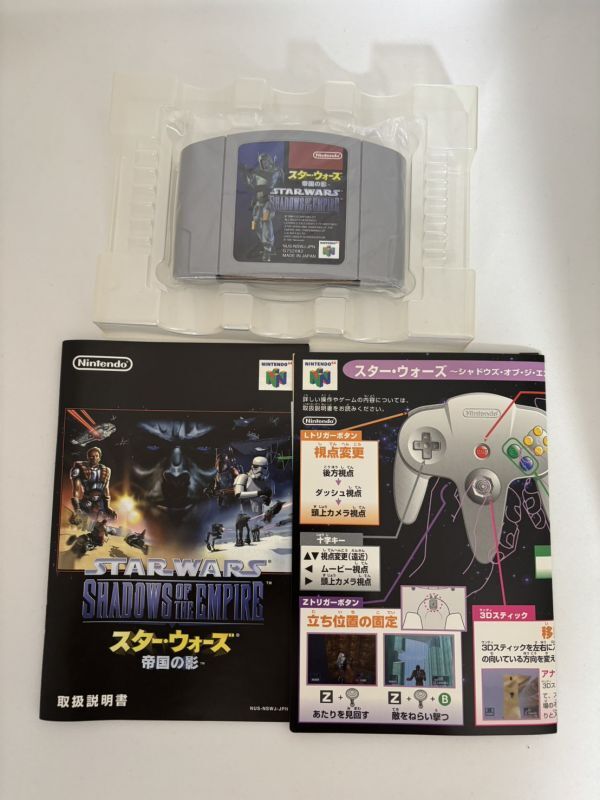 Nintendo
スター・ウォーズ
帝国の影
STAR WARS
SHADOWS OF THE EMPIRE
NUS-NSWJ-JPN
MADE IN JAPAN
Nintendo
NINTENDO 64
STAR WARS
SHADOWS OF THE EMPIRE
スター・ウォーズ
帝国の影
取扱説明書
NUS-NSWJ-JPN
NINTENDO 64
スター・ウォーズ ～シャドウズ・オブ・ジ・エ
詳しい操作やゲームの内容については、
取扱説明書をお読みください。
Nintendo
Lトリガーボタン
視点変更
後方視点
ダッシュ視点
頭上カメラ視点
十字キー
▲▼ 視点変更(遠近)
◀ ムービー視点
▶ 頭上カメラ視点
Zトリガーボタン
立ち位置の固定
Z +
あたりを見回す
Z + + B
敵をねらい撃つ
3Dスティック
移
3Dスティックを左右に
の向いている方向を変え
アナ
3Dス